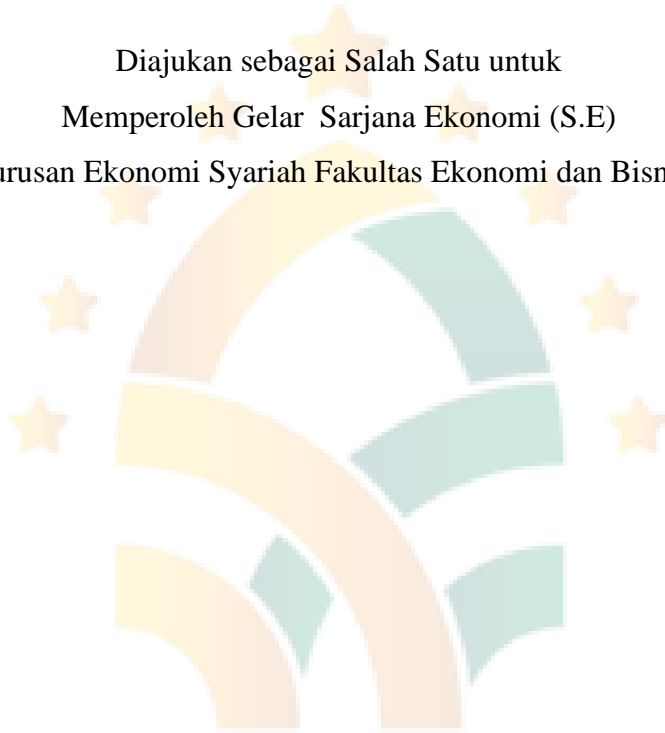 Diajukan sebagai Salah Satu untuk
Memperoleh Gelar Sarjana Ekonomi (S.E)
Ekonomi Syariah Fakultas Ekonomi dan